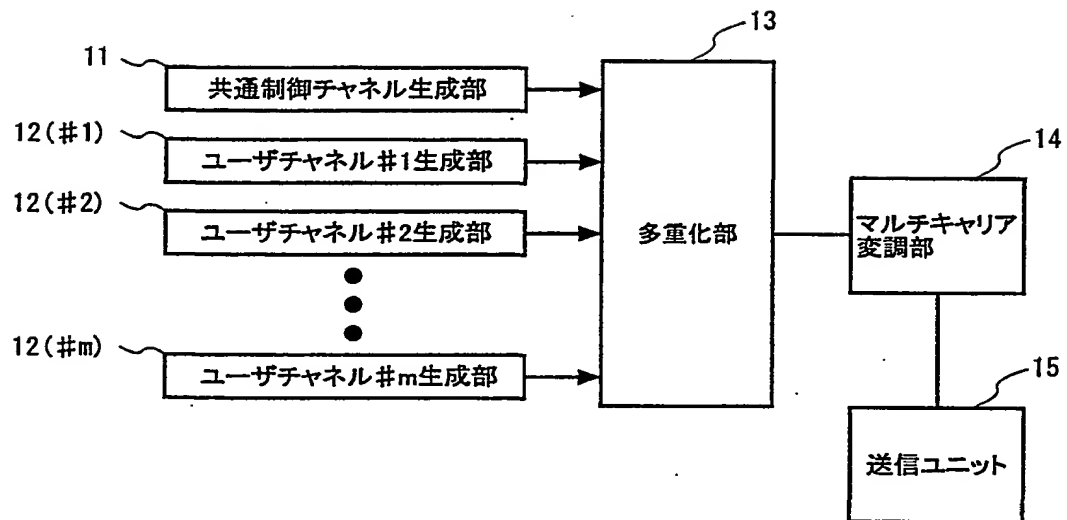 13
11
共通制御チャネル生成部
12(#1)
ユーザチャネル#1生成部
14
12(#2)
ユーザチャネル#2生成部
多重化部
マルチキャリア
変調部
12(#m)
ユーザチャネル#m生成部
15
送信ユニット